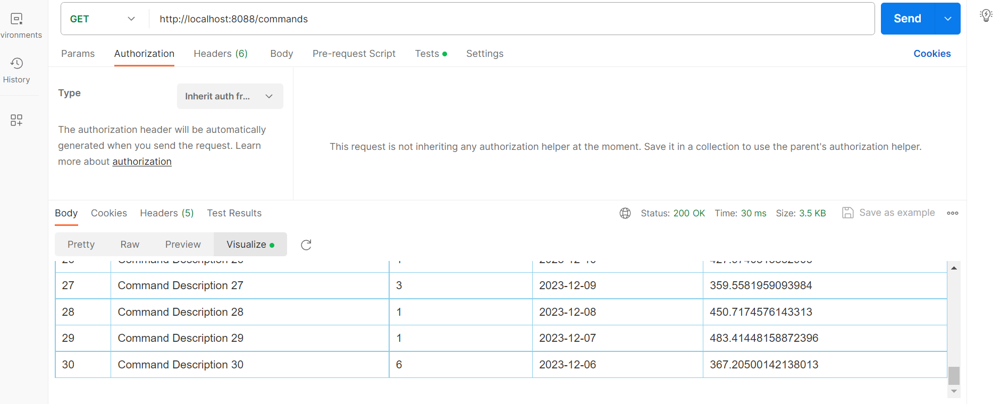 GET
http://localhost:8088/commands
Send
vironments
History
Params
Authorization
Headers (6)
Body
Pre-request Script
Tests
Settings
Cookies
Type
Inherit auth fr...
The authorization header will be automatically
generated when you send the request. Learn
more about authorization
This request is not inheriting any authorization helper at the moment. Save it in a collection to use the parent's authorization helper.
Body
Cookies
Headers (5)
Test Results
Status: 200 OK
Time: 30 ms
Size: 3.5 KB
Save as example
Pretty
Raw
Preview
Visualize
27 Command Description 27 3 2023-12-09 359.5581959093984
28 Command Description 28 1 2023-12-08 450.7174576143313
29 Command Description 29 1 2023-12-07 483.41448158872396
30 Command Description 30 6 2023-12-06 367.20500142138013